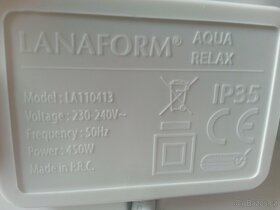 LANAFORM® AQUA RELAX
Model : LA110413
Voltage : 230-240V~
Frequency : 50Hz
Power : 450W
Made in P.R.C.
IP35
CE